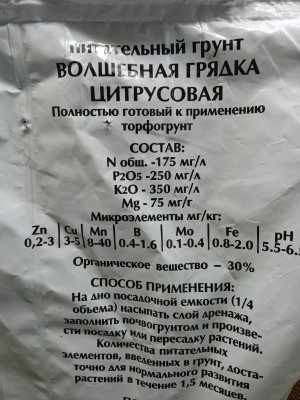 питательный грунт
ВОЛШЕБНАЯ ГРЯДКА
ЦИТРУСОВАЯ
Полностью готовый к применению
торфогрунт
СОСТАВ:
N общ. -175 мг/л
P2O5 -250 мг/л
K2O - 350 мг/л
Mg - 75 мг/г
Микроэлементы мг/кг:
Zn Cu Mn B Mo Fe pH
0,2-3 3-5 8-40 0.4-1.6 0.1-0.4 0.8-2.0 5.5-6.
Органическое вещество – 30%
СПОСОБ ПРИМЕНЕНИЯ:
На дно посадочной емкости (1/4
объема) насыпать слой дренажа,
заполнить почвогрунтом и произве-
сти посадку или пересадку растений.
Количества питательных
элементов, введенных в грунт, доста-
точно для нормального развития
растений в течение 1,5 месяцев.